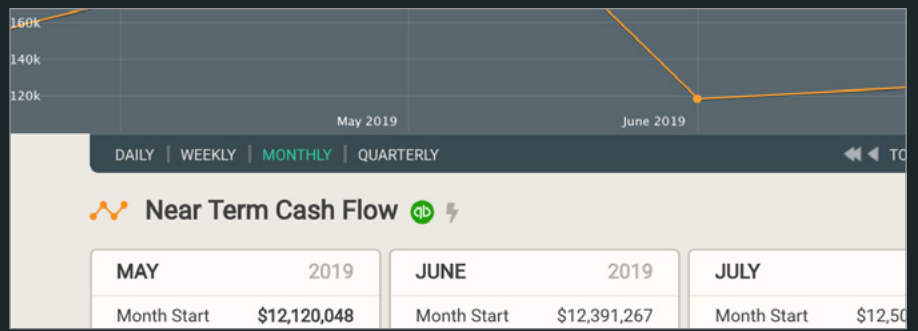 160k
140k
120k
May 2019 June 2019
DAILY | WEEKLY | MONTHLY | QUARTERLY
Near Term Cash Flow qb
MAY 2019 JUNE 2019 JULY
Month Start $12,120,048 Month Start $12,391,267 Month Start